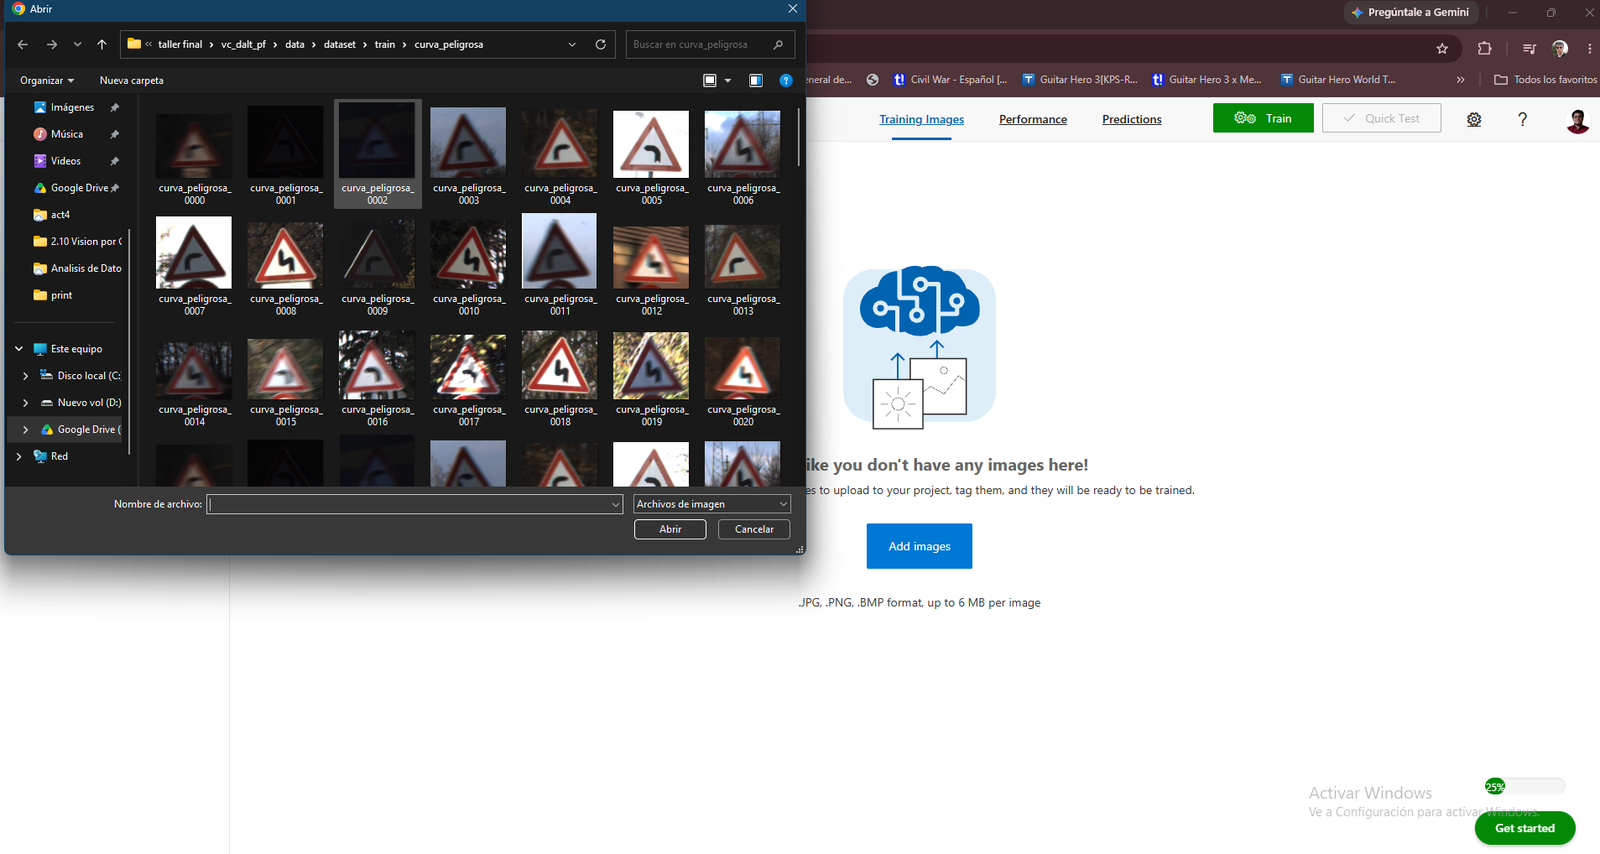 Abrir
Pregúntale a Gemini
« taller final > vc_dalt_pf > data > dataset > train > curva_peligrosa
Buscar en curva_peligrosa
Organizar
Nueva carpeta
eneral de...
Civil War - Español [...
Guitar Hero 3[KPS-R...
Guitar Hero 3 x Me...
Guitar Hero World T...
»
Todos los favoritos
Imágenes
Música
Videos
Google Drive
act4
2.10 Vision por C
Analisis de Dato
print
Este equipo
Disco local (C:
Nuevo vol (D:)
Google Drive (
Red
curva_peligrosa_
0000
curva_peligrosa_
0001
curva_peligrosa_
0002
curva_peligrosa_
0003
curva_peligrosa_
0004
curva_peligrosa_
0005
curva_peligrosa_
0006
curva_peligrosa_
0007
curva_peligrosa_
0008
curva_peligrosa_
0009
curva_peligrosa_
0010
curva_peligrosa_
0011
curva_peligrosa_
0012
curva_peligrosa_
0013
curva_peligrosa_
0014
curva_peligrosa_
0015
curva_peligrosa_
0016
curva_peligrosa_
0017
curva_peligrosa_
0018
curva_peligrosa_
0019
curva_peligrosa_
0020
Nombre de archivo:
Archivos de imagen
Abrir
Cancelar
Training Images
Performance
Predictions
Train
Quick Test
?
ike you don't have any images here!
es to upload to your project, tag them, and they will be ready to be trained.
Add images
.JPG, .PNG, .BMP format, up to 6 MB per image
25%
Activar Windows
Ve a Configuración para activar Windows.
Get started